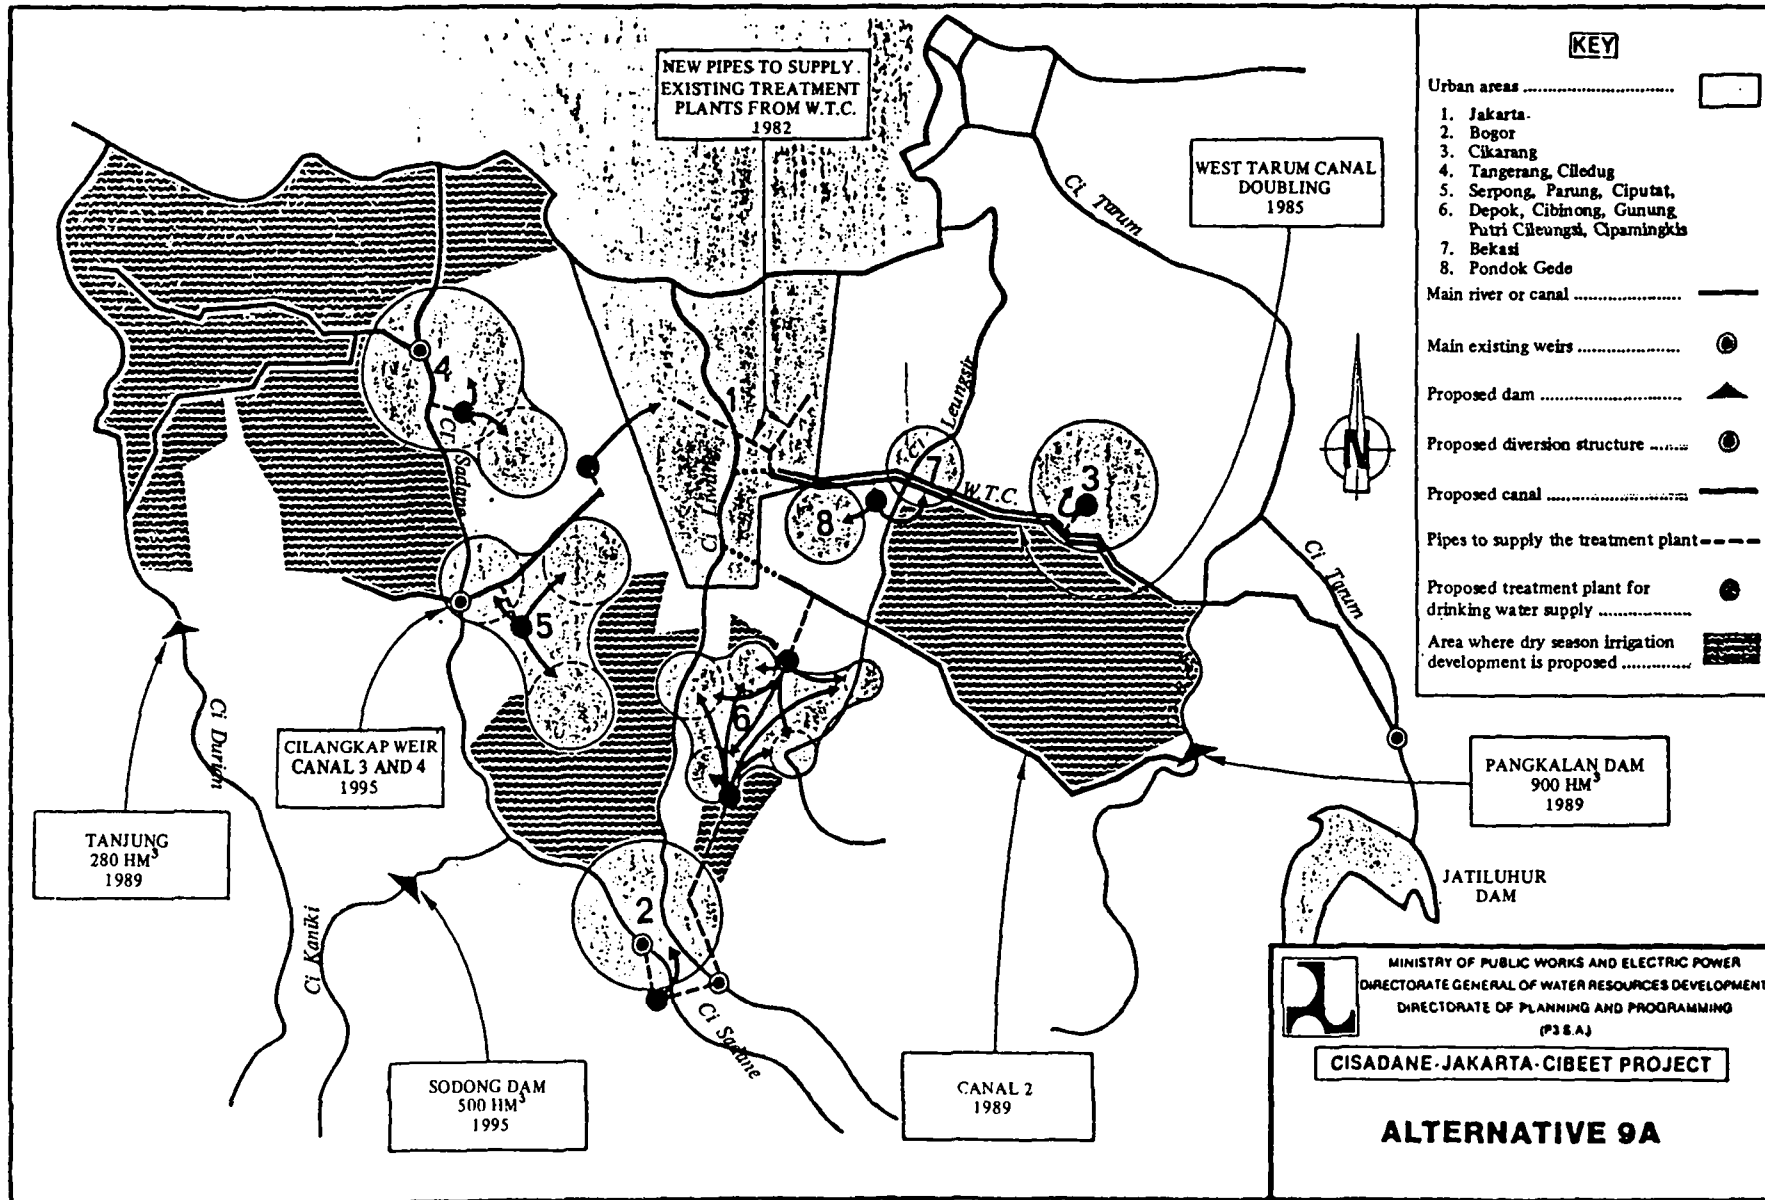 NEW PIPES TO SUPPLY
EXISTING TREATMENT
PLANTS FROM W.T.C.
1982
WEST TARUM CANAL
DOUBLING
1985
KEY
Urban areas
1. Jakarta
2. Bogor
3. Cikarang
4. Tangerang, Ciledug
5. Serpong, Parung, Ciputat,
6. Depok, Cibinong, Gunung
Putri Cileungsi, Cipamingkis
7. Bekasi
8. Pondok Gede
Main river or canal
Main existing weirs
Proposed dam
Proposed diversion structure
Proposed canal
Pipes to supply the treatment plant
Proposed treatment plant for
drinking water supply
Area where dry season irrigation
development is proposed
N
Ci Tarum
Ci Leungsir
Ci Liwung
Ci Sadane
W.T.C.
1
2
3
4
5
6
7
8
Ci Tarum
Ci Durian
Ci Kaniki
Ci Sadane
CILANGKAP WEIR
CANAL 3 AND 4
1995
TANJUNG
280 HM³
1989
SODONG DAM
500 HM³
1995
CANAL 2
1989
PANGKALAN DAM
900 HM³
1989
JATILUHUR
DAM
MINISTRY OF PUBLIC WORKS AND ELECTRIC POWER
DIRECTORATE GENERAL OF WATER RESOURCES DEVELOPMENT
DIRECTORATE OF PLANNING AND PROGRAMMING
(P3S.A.)
CISADANE-JAKARTA-CIBEET PROJECT
ALTERNATIVE 9A